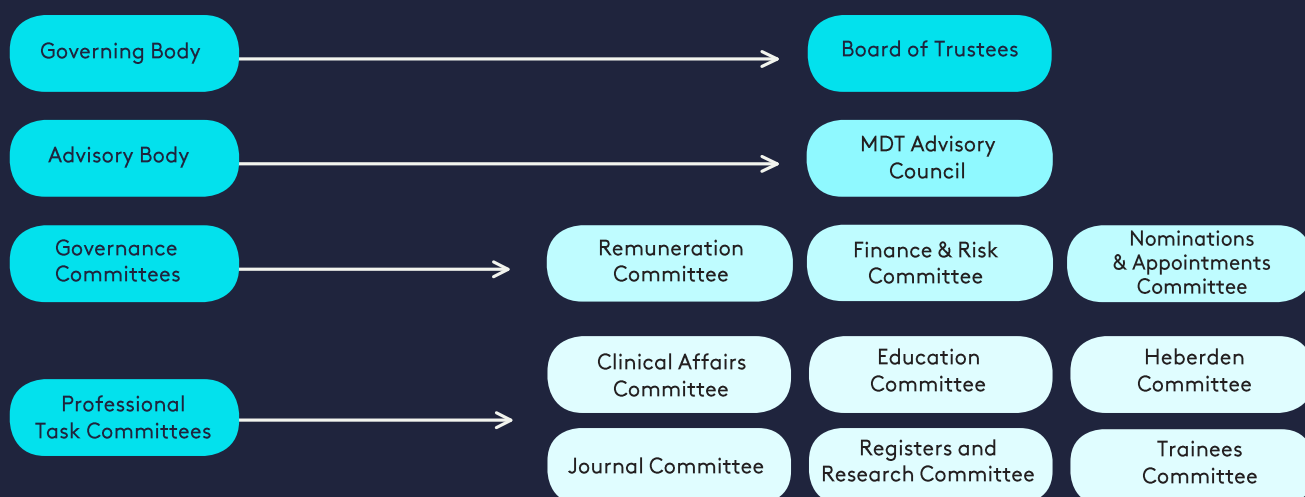 Governing Body
Board of Trustees
Advisory Body
MDT Advisory
Council
Governance
Committees
Remuneration
Committee
Finance & Risk
Committee
Nominations
& Appointments
Committee
Professional
Task Committees
Clinical Affairs
Committee
Education
Committee
Heberden
Committee
Journal Committee
Registers and
Research Committee
Trainees
Committee